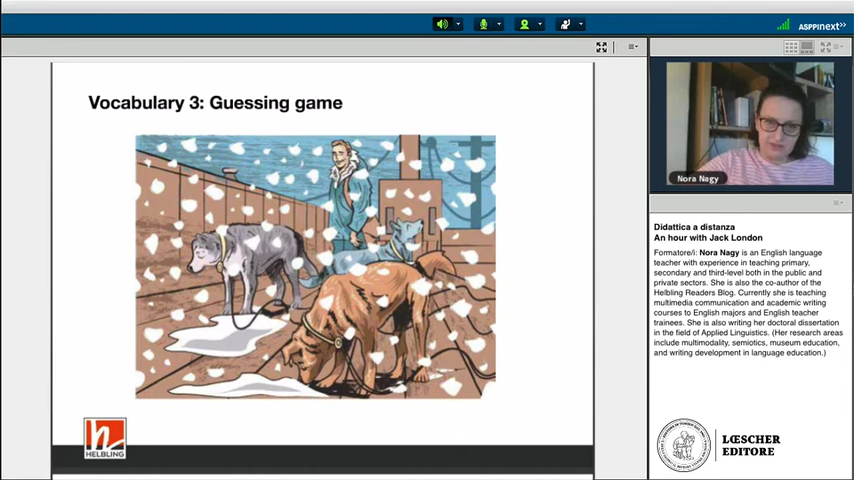 ASPPInext>>
Vocabulary 3: Guessing game
h
HELBLING
Nora Nagy
Didattica a distanza
An hour with Jack London
Formatore/i: Nora Nagy is an English language
teacher with experience in teaching primary,
secondary and third-level both in the public and
private sectors. She is also the co-author of the
Helbling Readers Blog. Currently she is teaching
multimedia communication and academic writing
courses to English majors and English teacher
trainees. She is also writing her doctoral dissertation
in the field of Applied Linguistics. (Her research areas
include multimodality, semiotics, museum education,
and writing development in language education.)
LŒSCHER
EDITORE